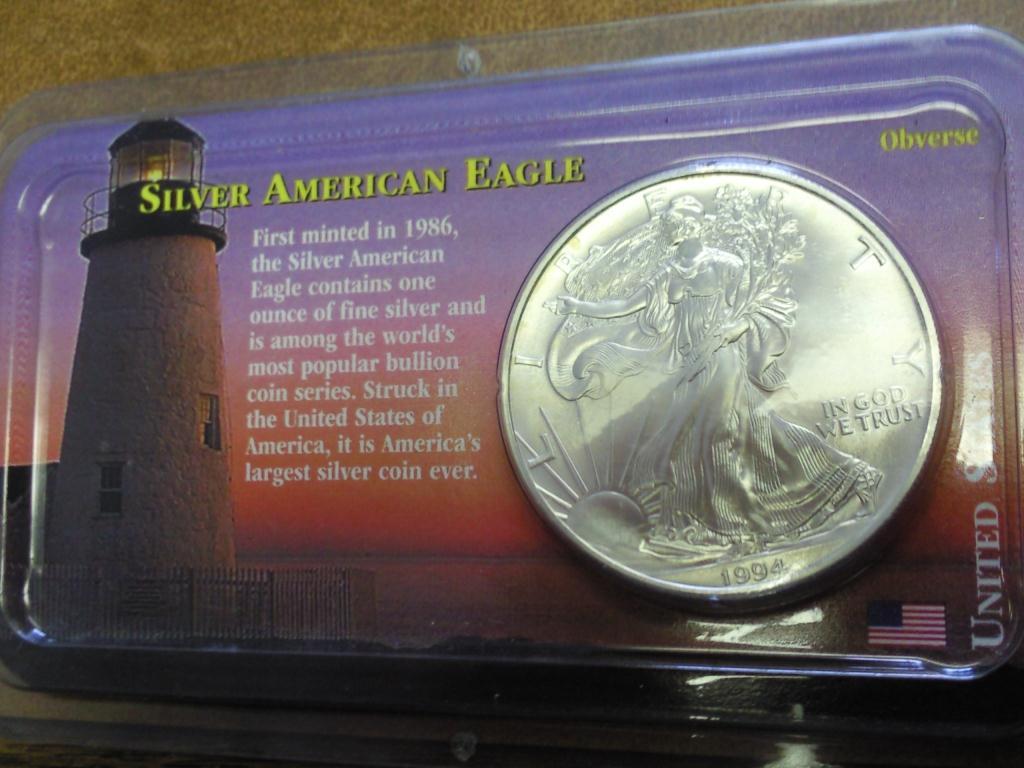 Obverse
SILVER AMERICAN EAGLE
First minted in 1986,
the Silver American
Eagle contains one
ounce of fine silver and
is among the world's
most popular bullion
coin series. Struck in
the United States of
America, it is America's
largest silver coin ever.
LIBERTY
IN GOD
WE TRUST
1994
UNITED STATES